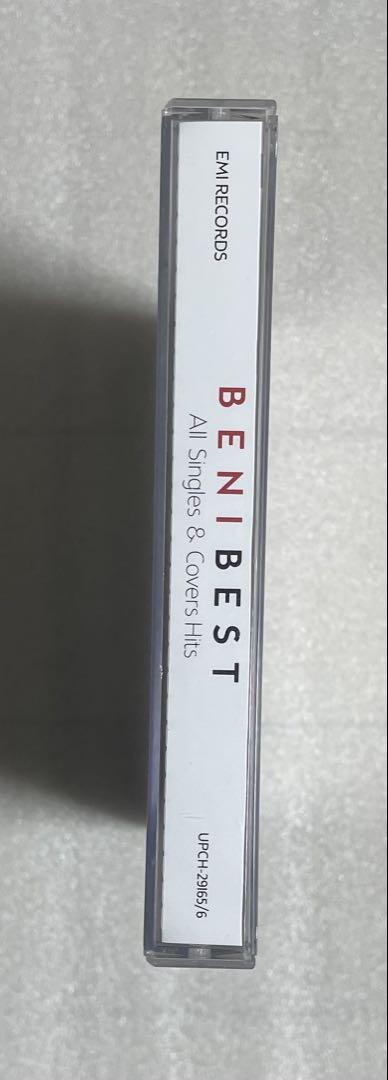 EMI RECORDS
BENI BEST
All Singles & Covers Hits
UPCH-29165/6